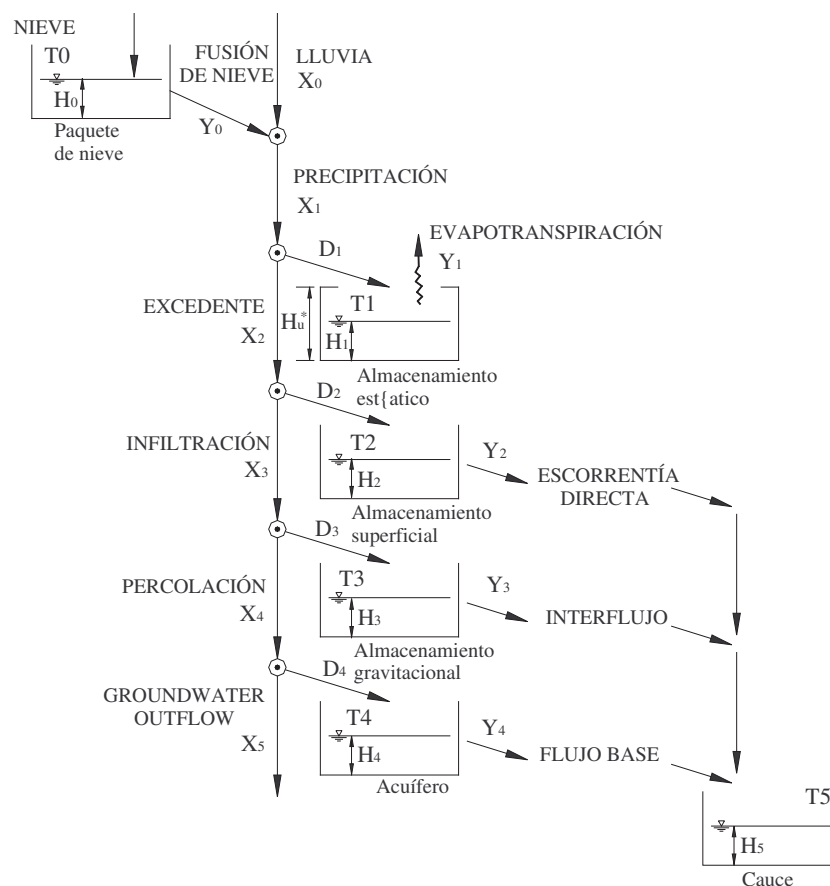 NIEVE
T0
H0
Paquete
de nieve
FUSIÓN
DE NIEVE
Y0
LLUVIA
X0
PRECIPITACIÓN
X1
D1
EVAPOTRANSPIRACIÓN
Y1
EXCEDENTE
X2
Hu*
T1
H1
Almacenamiento
est{atico
D2
INFILTRACIÓN
X3
T2
H2
Almacenamiento
superficial
Y2
ESCORRENTÍA
DIRECTA
D3
PERCOLACIÓN
X4
T3
H3
Almacenamiento
gravitacional
Y3
INTERFLUJO
D4
GROUNDWATER
OUTFLOW
X5
T4
H4
Acuífero
Y4
FLUJO BASE
T5
H5
Cauce